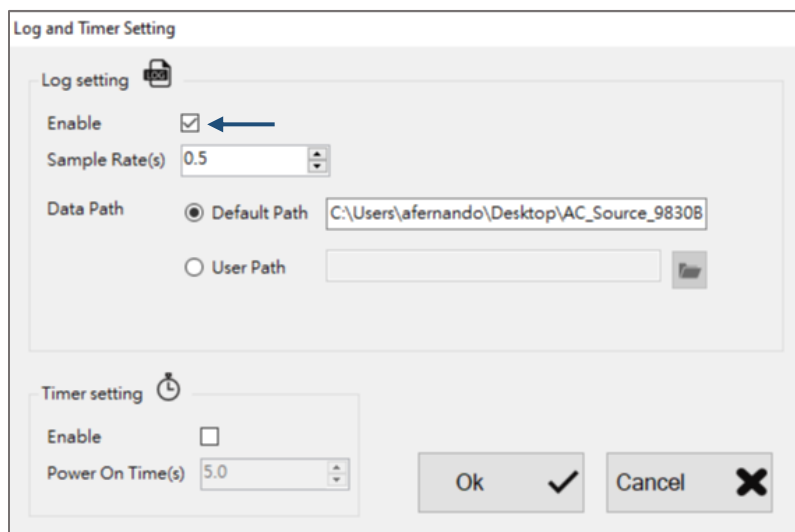 Log and Timer Setting
Log setting LOG
Enable
Sample Rate(s) 0.5
Data Path Default Path C:\Users\afernando\Desktop\AC_Source_9830B
User Path
Timer setting
Enable
Power On Time(s) 5.0
Ok Cancel